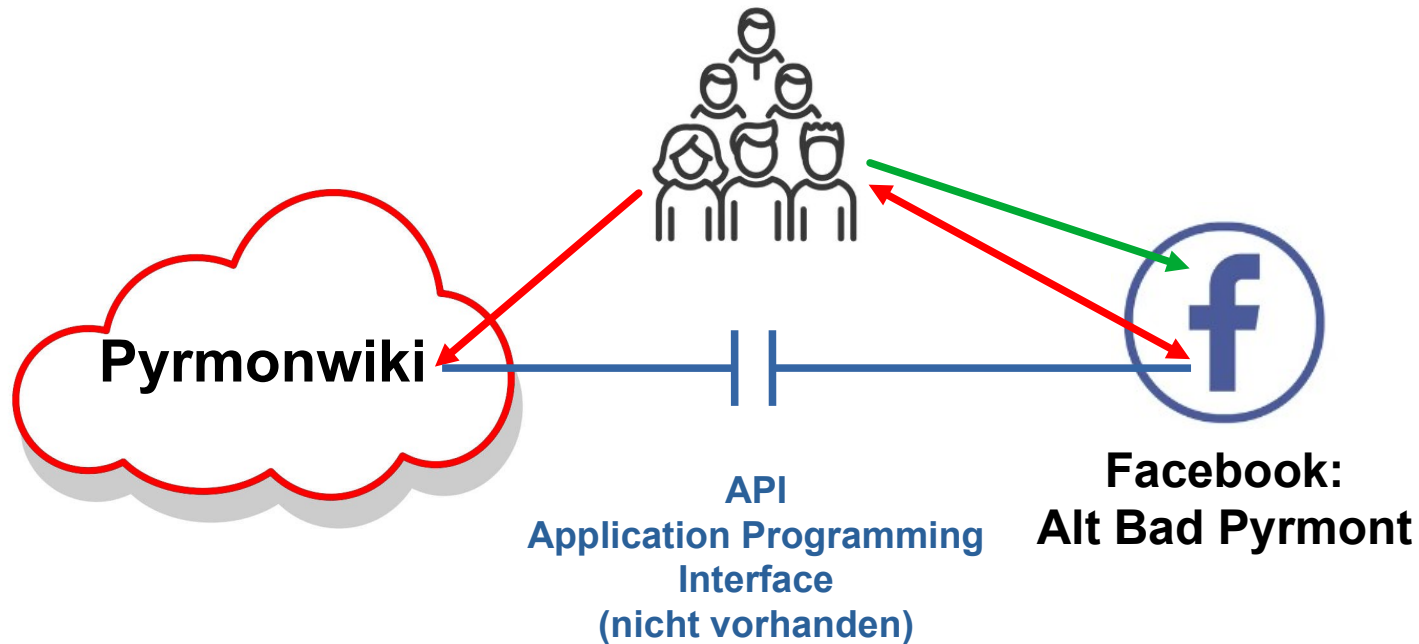 Pyrmonwiki
f
Facebook:
Alt Bad Pyrmont
API
Application Programming
Interface
(nicht vorhanden)